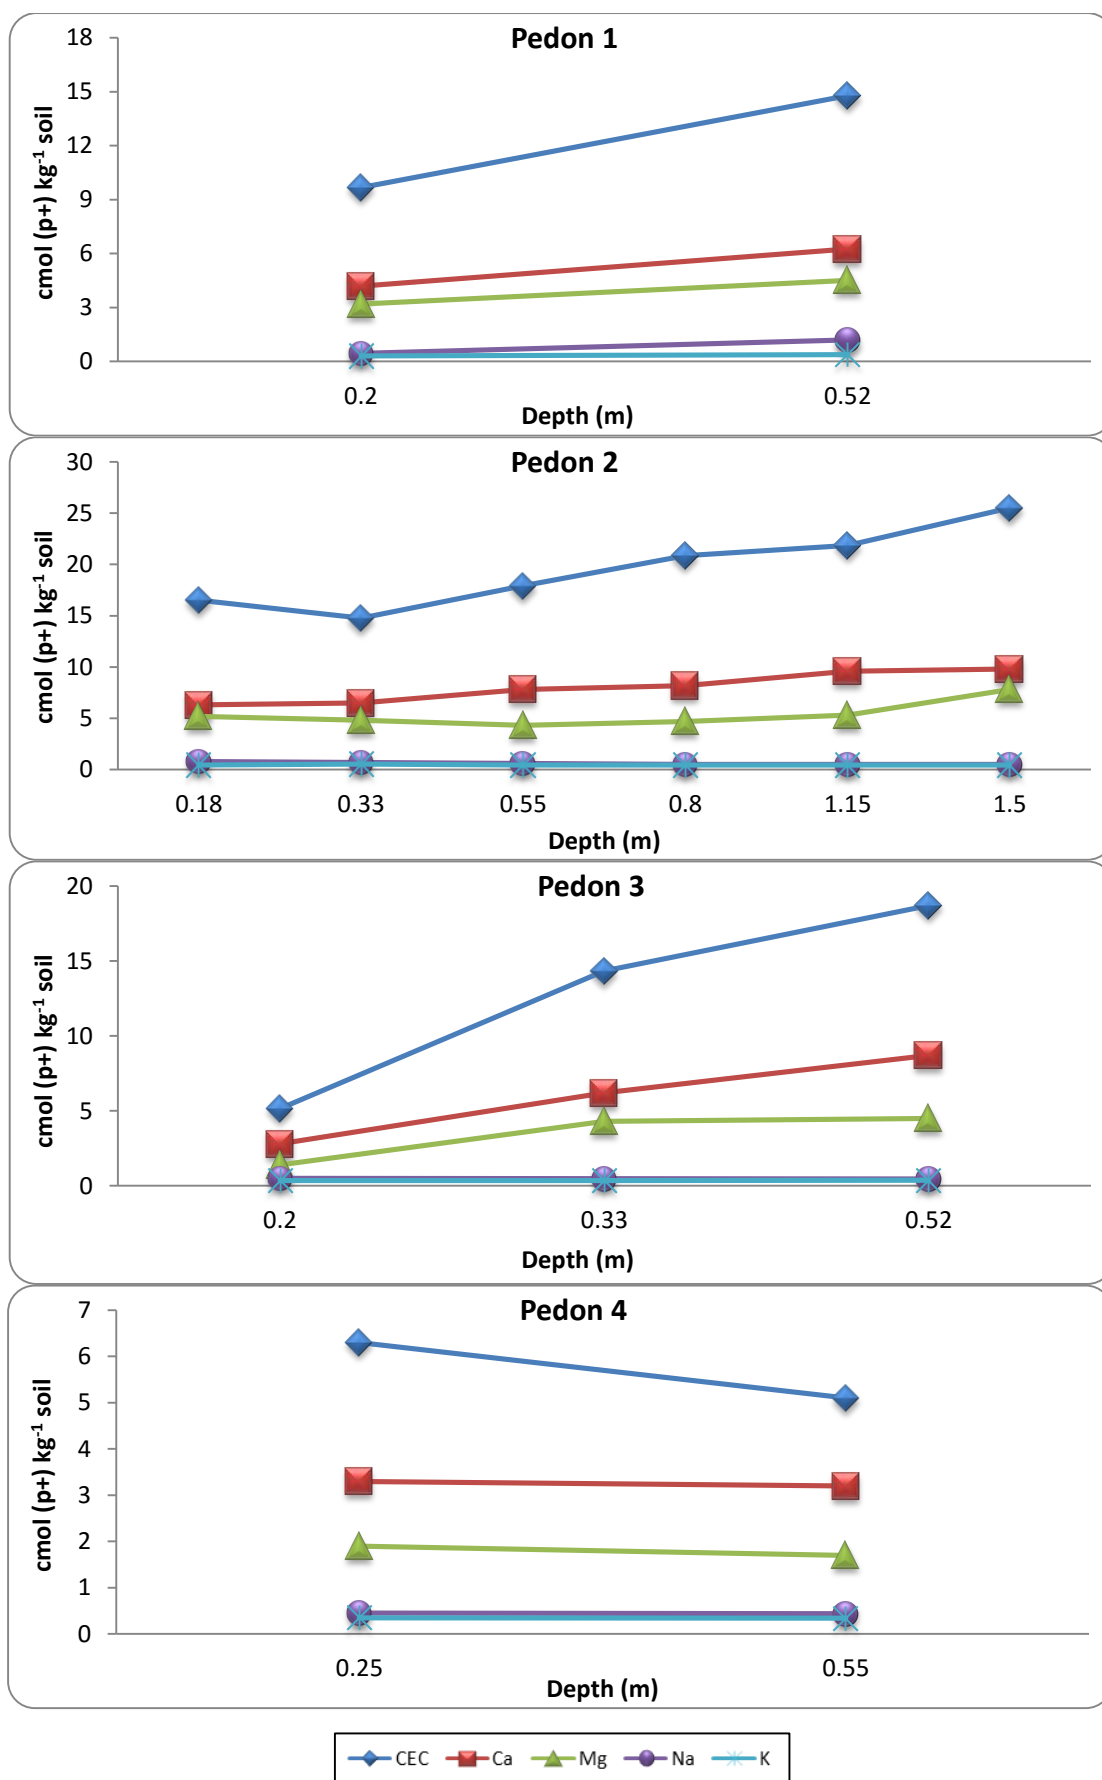 Pedon 1
18
15
12
9
6
3
0
cmol (p+) kg⁻¹ soil
0.2 0.52
Depth (m)
Pedon 2
30
25
20
15
10
5
0
cmol (p+) kg⁻¹ soil
0.18 0.33 0.55 0.8 1.15 1.5
Depth (m)
Pedon 3
20
15
10
5
0
cmol (p+) kg⁻¹ soil
0.2 0.33 0.52
Depth (m)
Pedon 4
7
6
5
4
3
2
1
0
cmol (p+) kg⁻¹ soil
0.25 0.55
Depth (m)
CEC Ca Mg Na K